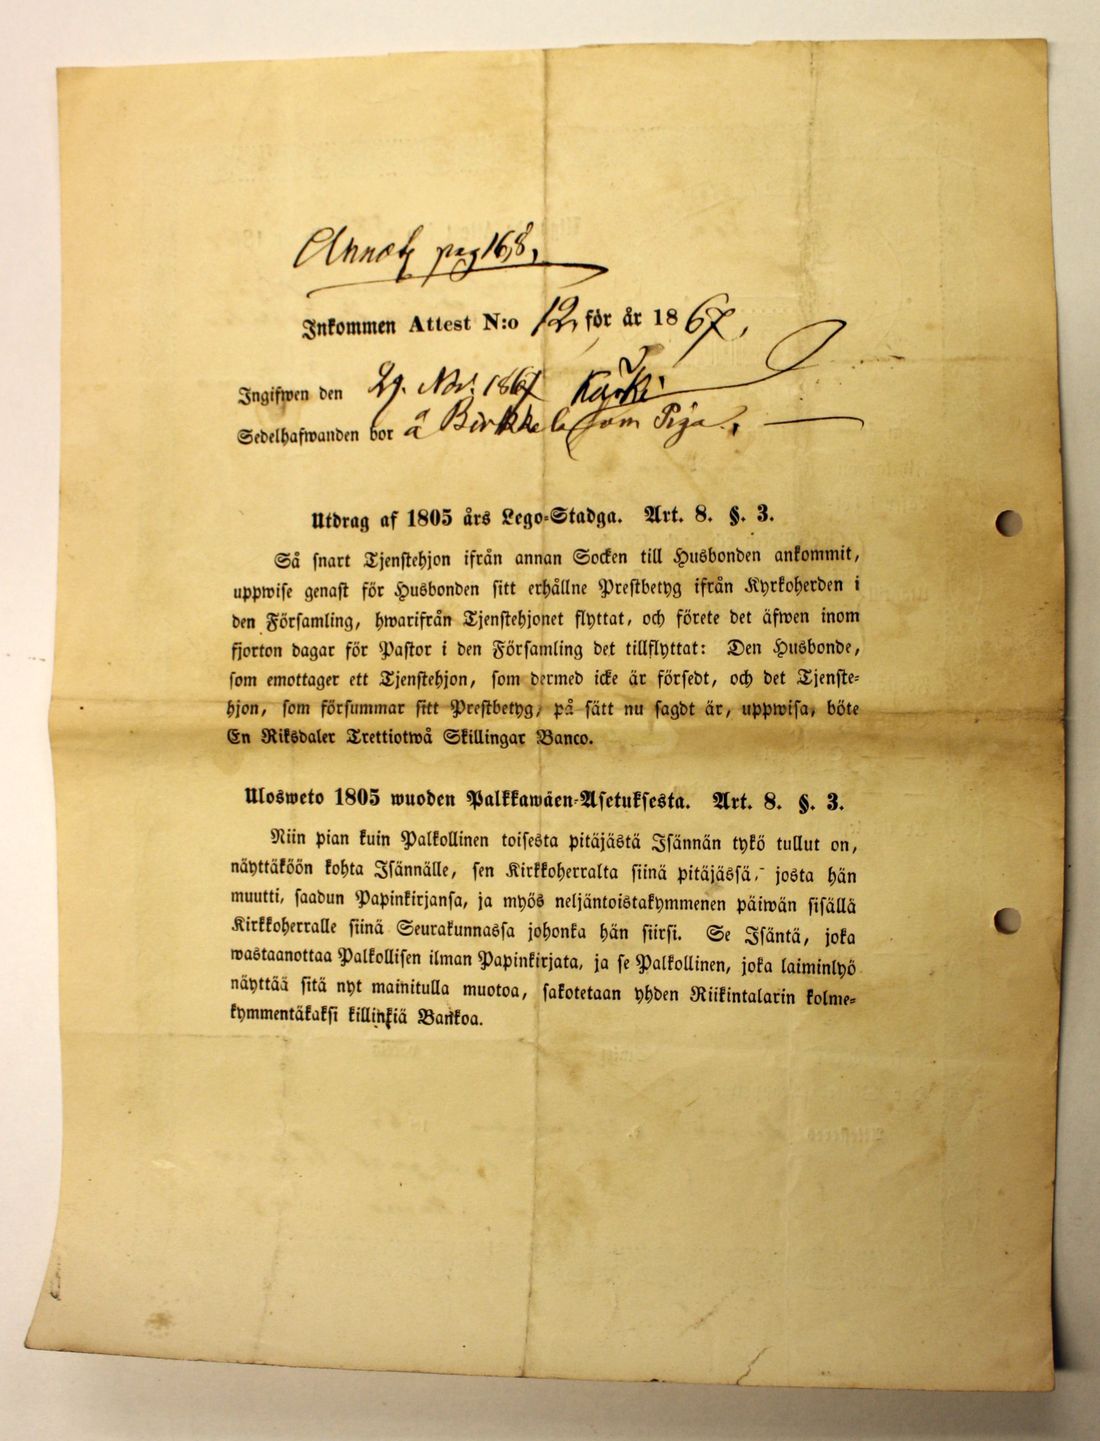 Annot: pag 168,
Inkommen Attest N:o 12, för år 1867,
Ingifwen den 29. Nov. 1867 Kärki
Sedelhafwanden bor å Birkkala som Piga.,
Utdrag af 1805 års Lego-Stadga. Art. 8. §. 3.
Så snart Tjenstehjon ifrån annan Socken till Husbonden ankommit,
uppwise genast för Husbonden sitt erhållne Prestbetyg ifrån Kyrkoherden i
den Församling, hwarifrån Tjenstehjonet flyttat, och förete det äfwen inom
fjorton dagar för Pastor i den Församling det tillflyttat: Den Husbonde,
som emottager ett Tjenstehjon, som dermed icke är försedt, och det Tjenste-
hjon, som försummar sitt Prestbetyg, på sätt nu sagdt är, uppwisa, böte
En Riksdaler Trettiotwå Skillingar Banco.
Ulosweto 1805 wuoden Palkkawäen-Asetuksesta. Art. 8. §. 3.
Niin pian kuin Palkollinen toisesta pitäjästä Isännän tykö tullut on,
näyttäköön kohta Isännälle, sen Kirkkoherralta siinä pitäjässä, josta hän
muutti, saadun Papinkirjansa, ja myös neljäntoistakymmenen päiwän sisällä
Kirkkoherralle siinä Seurakunnassa johonka hän siirsi. Se Isäntä, joka
wastaanottaa Palkollisen ilman Papinkirjata, ja se Palkollinen, joka laiminlyö
näyttää sitä nyt mainitulla muotoa, sakotetaan yhden Riikintalarin kolme-
kymmentäkaksi killinkiä Bankoa.